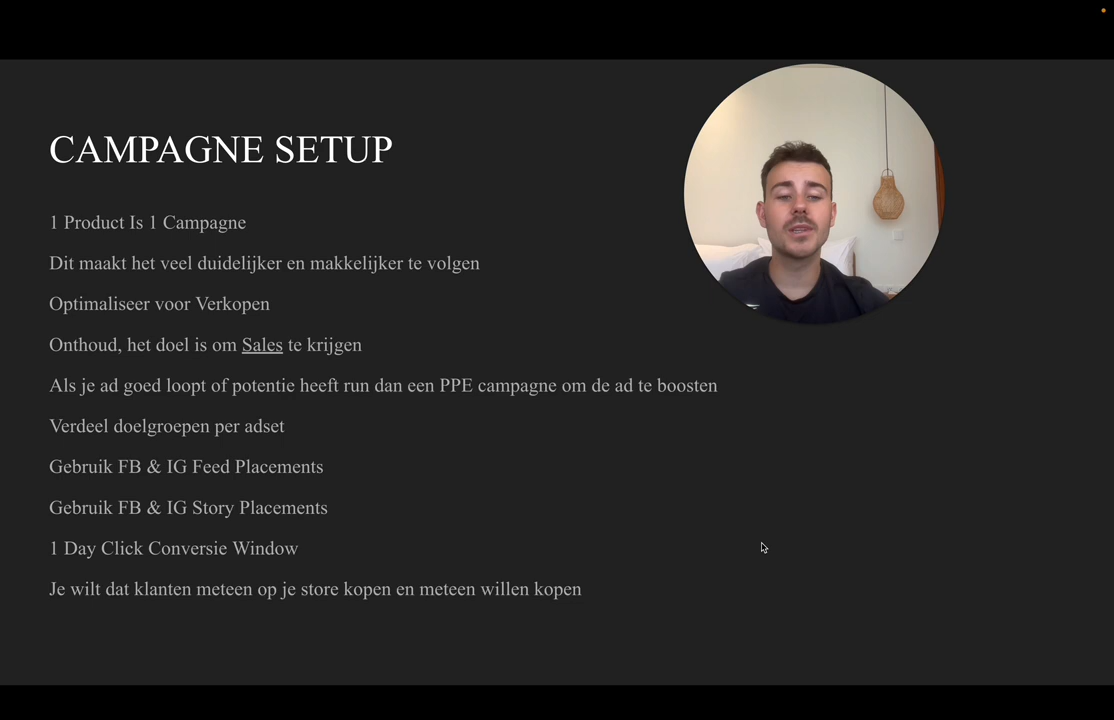 CAMPAGNE SETUP
1 Product Is 1 Campagne
Dit maakt het veel duidelijker en makkelijker te volgen
Optimaliseer voor Verkopen
Onthoud, het doel is om Sales te krijgen
Als je ad goed loopt of potentie heeft run dan een PPE campagne om de ad te boosten
Verdeel doelgroepen per adset
Gebruik FB & IG Feed Placements
Gebruik FB & IG Story Placements
1 Day Click Conversie Window
Je wilt dat klanten meteen op je store kopen en meteen willen kopen